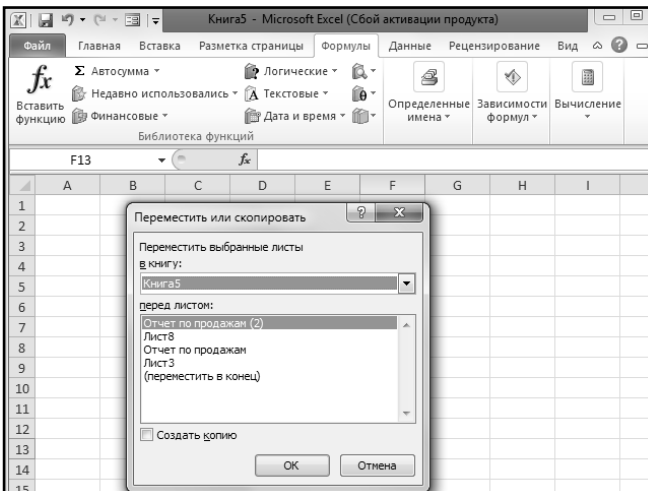 Книга5 - Microsoft Excel (Сбой активации продукта)
Файл Главная Вставка Разметка страницы Формулы Данные Рецензирование Вид
fx Вставить функцию
Σ Автосумма
Недавно использовались
Финансовые
Логические
Текстовые
Дата и время
Определенные имена
Зависимости формул
Вычисление
Библиотека функций
F13 fx
A B C D E F G H I
1
2
3
4
5
6
7
8
9
10
11
12
13
14
15
Переместить или скопировать
Переместить выбранные листы
в книгу:
Книга5
перед листом:
Отчет по продажам (2)
Лист8
Отчет по продажам
Лист3
(переместить в конец)
Создать копию
ОК Отмена